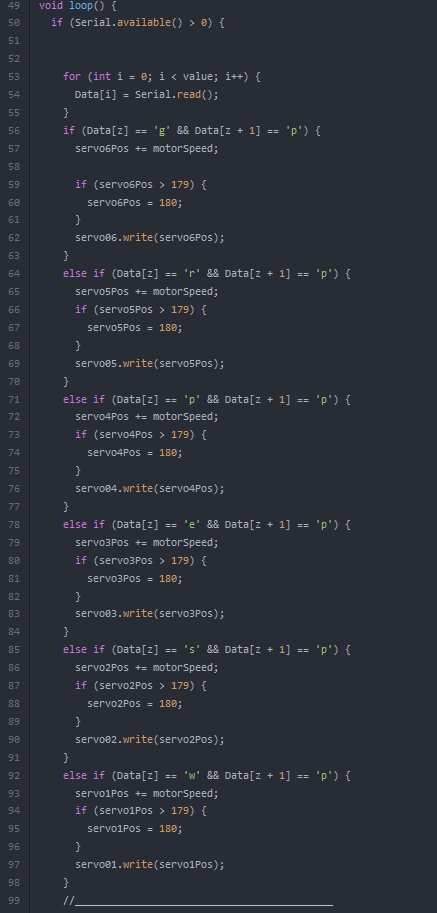 49 void loop() {
50   if (Serial.available() > 0) {
51
52
53     for (int i = 0; i < value; i++) {
54       Data[i] = Serial.read();
55     }
56     if (Data[z] == 'g' && Data[z + 1] == 'p') {
57       servo6Pos += motorSpeed;
58
59       if (servo6Pos > 179) {
60         servo6Pos = 180;
61       }
62       servo06.write(servo6Pos);
63     }
64     else if (Data[z] == 'r' && Data[z + 1] == 'p') {
65       servo5Pos += motorSpeed;
66       if (servo5Pos > 179) {
67         servo5Pos = 180;
68       }
69       servo05.write(servo5Pos);
70     }
71     else if (Data[z] == 'p' && Data[z + 1] == 'p') {
72       servo4Pos += motorSpeed;
73       if (servo4Pos > 179) {
74         servo4Pos = 180;
75       }
76       servo04.write(servo4Pos);
77     }
78     else if (Data[z] == 'e' && Data[z + 1] == 'p') {
79       servo3Pos += motorSpeed;
80       if (servo3Pos > 179) {
81         servo3Pos = 180;
82       }
83       servo03.write(servo3Pos);
84     }
85     else if (Data[z] == 's' && Data[z + 1] == 'p') {
86       servo2Pos += motorSpeed;
87       if (servo2Pos > 179) {
88         servo2Pos = 180;
89       }
90       servo02.write(servo2Pos);
91     }
92     else if (Data[z] == 'w' && Data[z + 1] == 'p') {
93       servo1Pos += motorSpeed;
94       if (servo1Pos > 179) {
95         servo1Pos = 180;
96       }
97       servo01.write(servo1Pos);
98     }
99     //___________________________________________